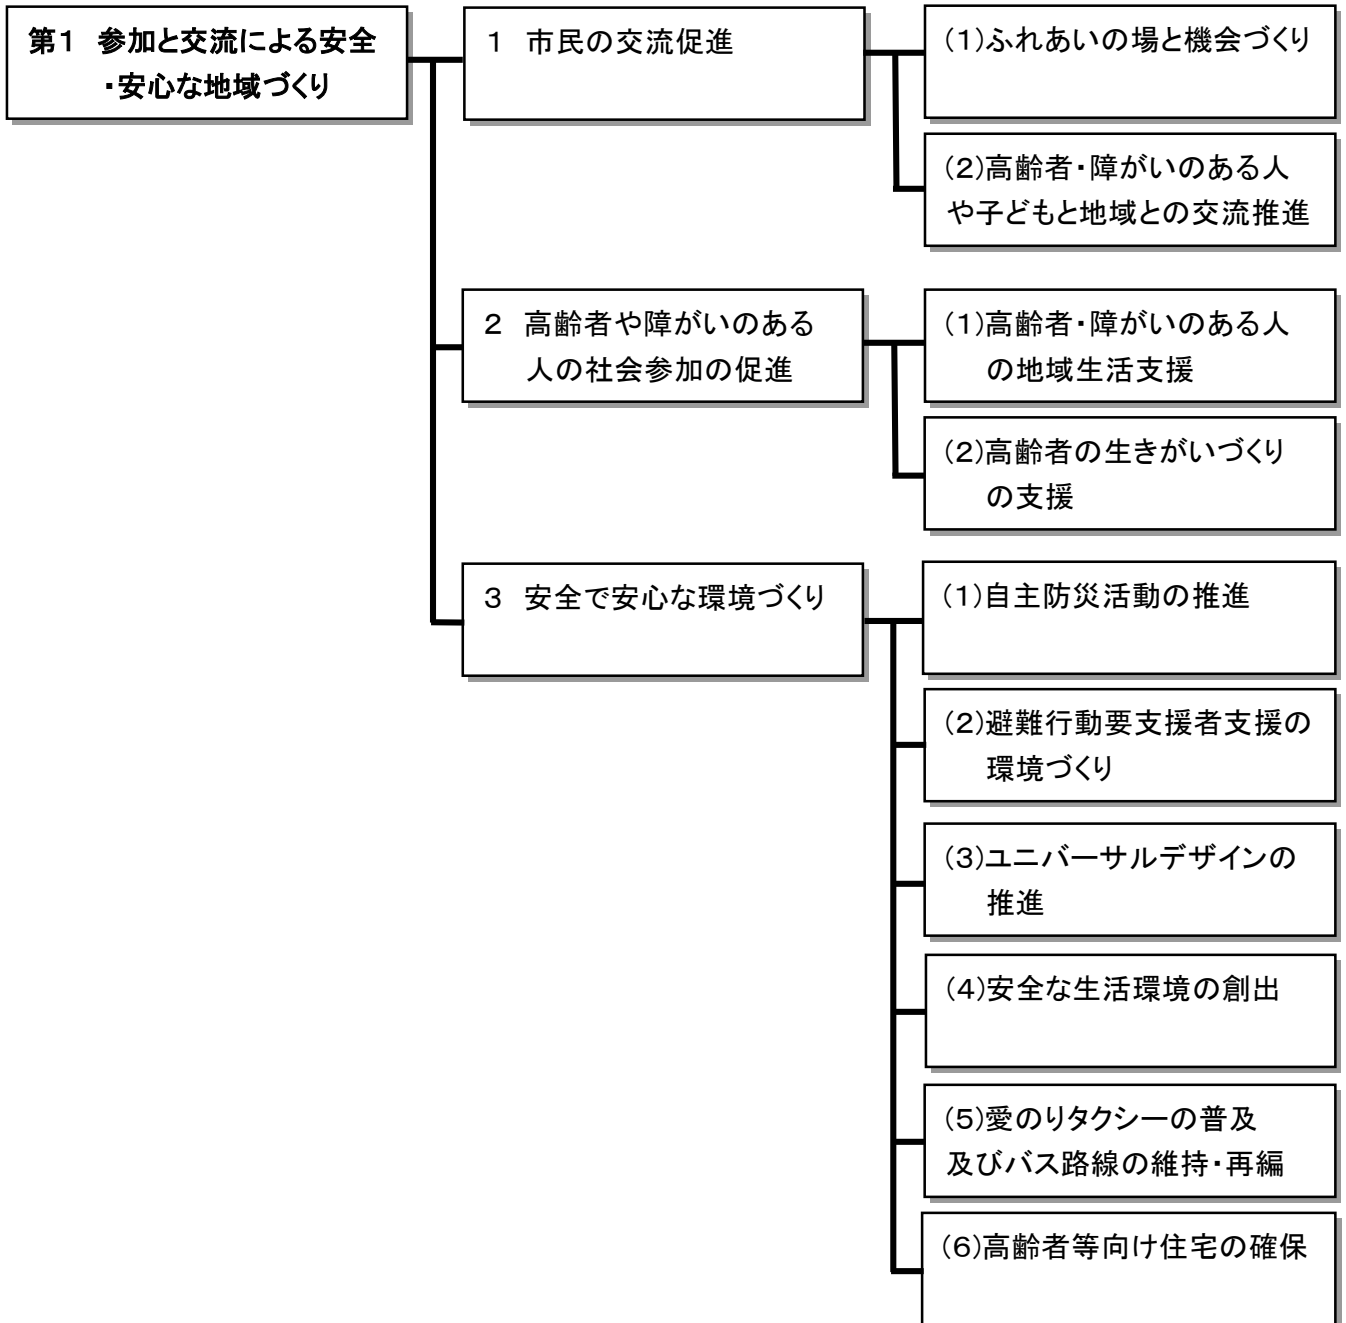 第１　参加と交流による安全
・安心な地域づくり
１　市民の交流促進
(１)ふれあいの場と機会づくり
(２)高齢者・障がいのある人
や子どもと地域との交流推進
２　高齢者や障がいのある
人の社会参加の促進
(１)高齢者・障がいのある人
の地域生活支援
(２)高齢者の生きがいづくり
の支援
３　安全で安心な環境づくり
(１)自主防災活動の推進
(２)避難行動要支援者支援の
環境づくり
(３)ユニバーサルデザインの
推進
(４)安全な生活環境の創出
(５)愛のりタクシーの普及
及びバス路線の維持・再編
(６)高齢者等向け住宅の確保